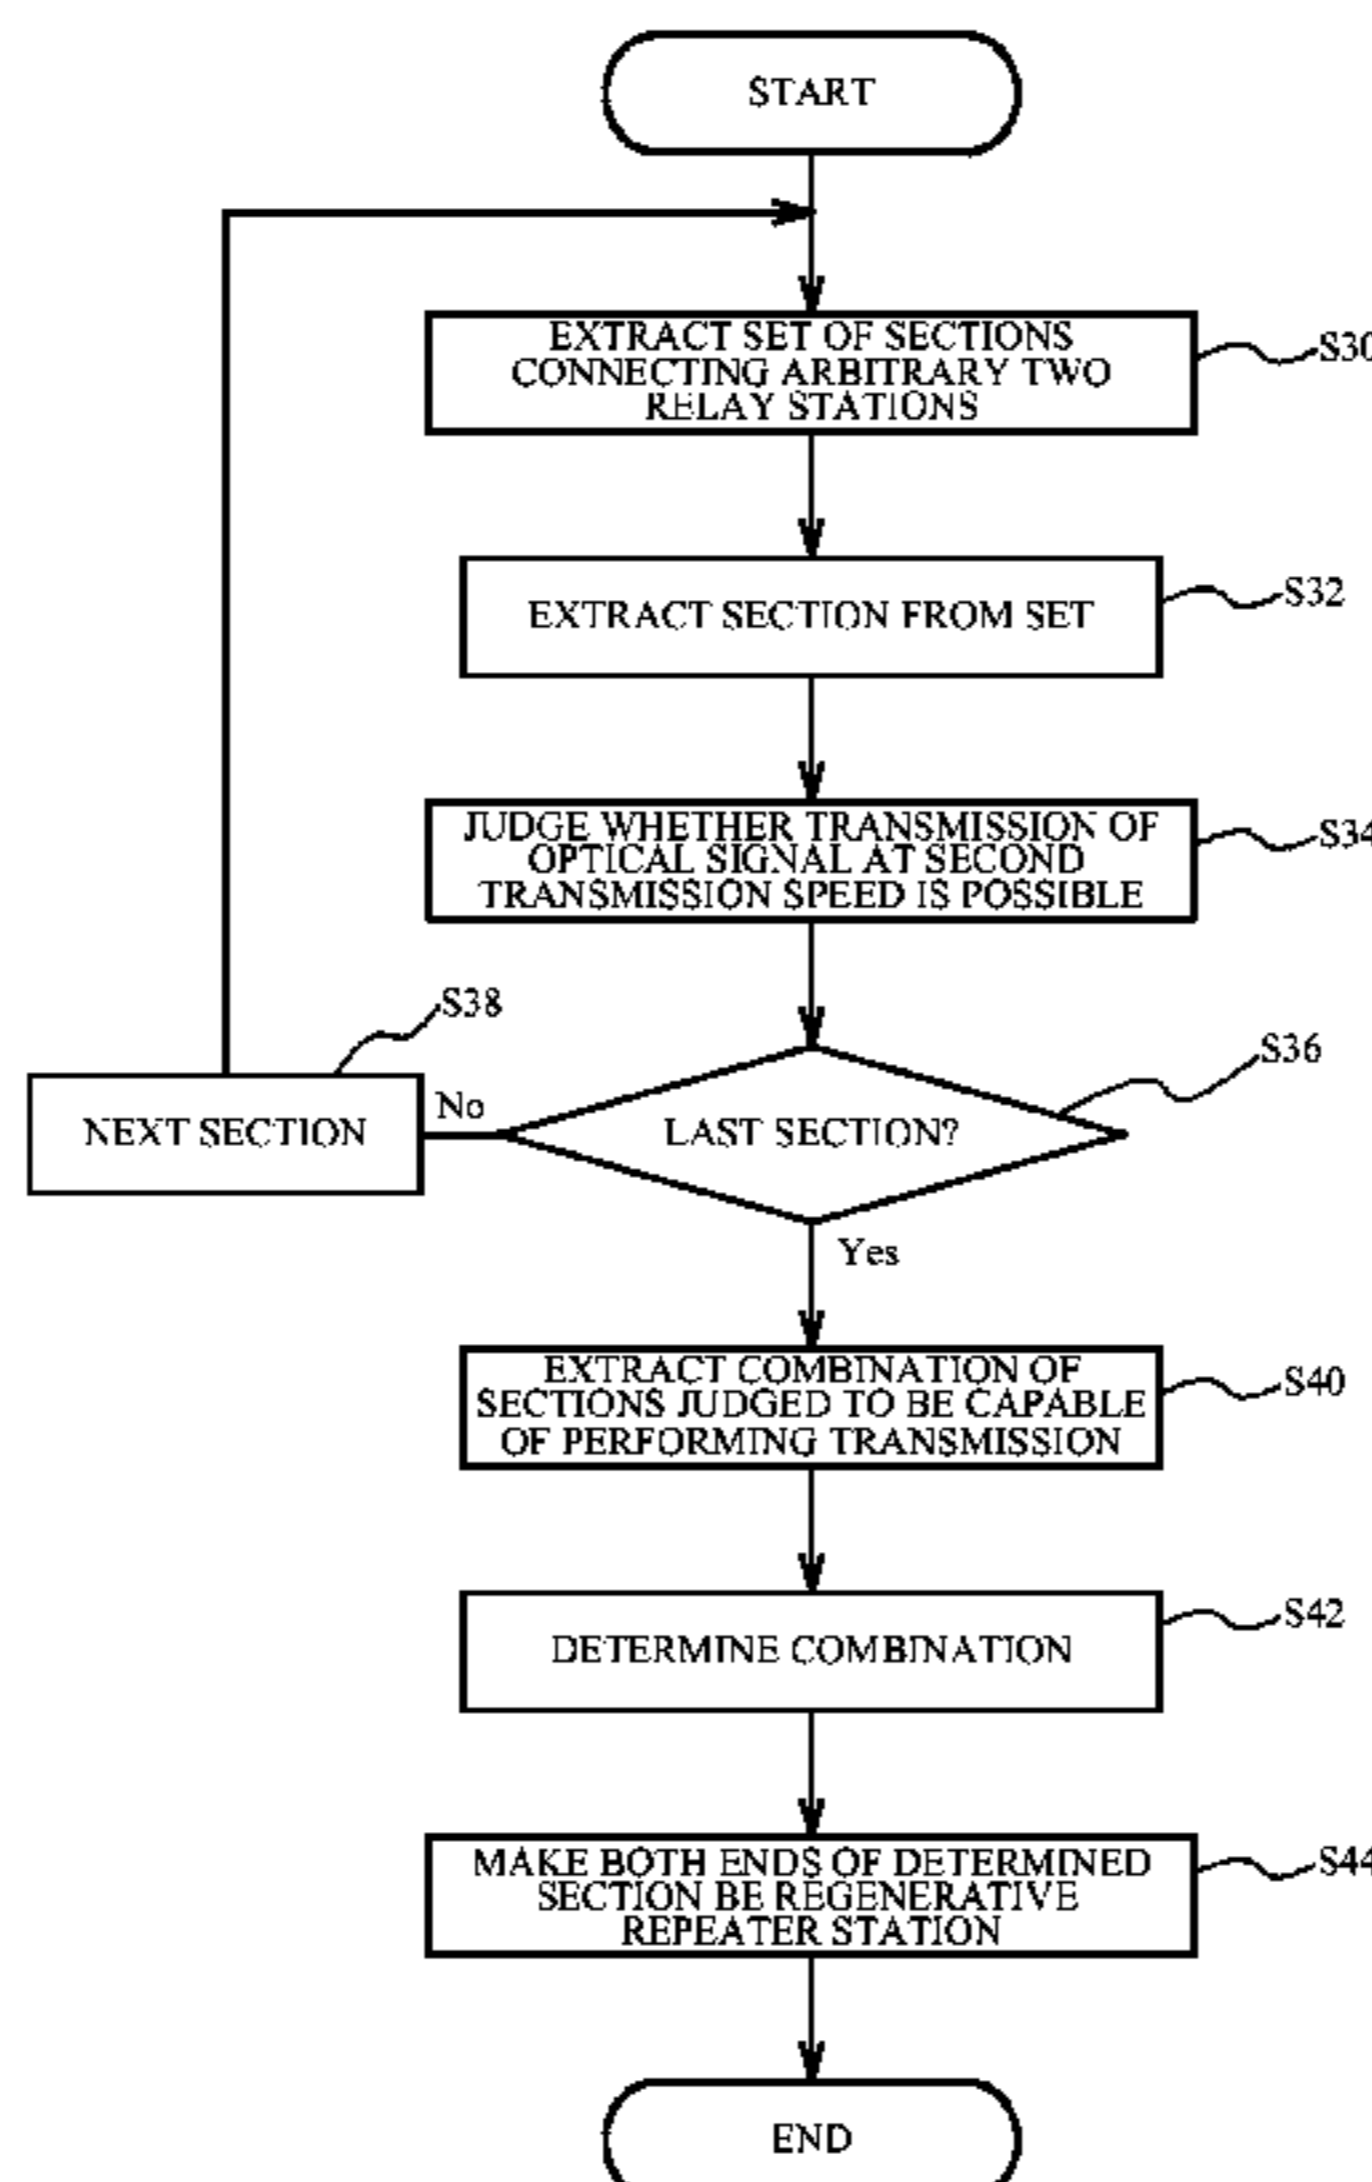 START
EXTRACT SET OF SECTIONS
CONNECTING ARBITRARY TWO
RELAY STATIONS
S30
EXTRACT SECTION FROM SET
S32
JUDGE WHETHER TRANSMISSION OF
OPTICAL SIGNAL AT SECOND
TRANSMISSION SPEED IS POSSIBLE
S34
S38
NEXT SECTION
No
LAST SECTION?
S36
Yes
EXTRACT COMBINATION OF
SECTIONS JUDGED TO BE CAPABLE
OF PERFORMING TRANSMISSION
S40
DETERMINE COMBINATION
S42
MAKE BOTH ENDS OF DETERMINED
SECTION BE REGENERATIVE
REPEATER STATION
S44
END